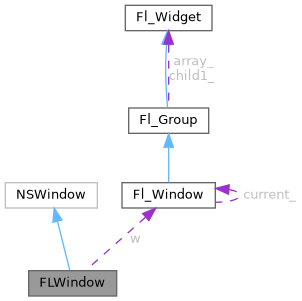 Fl_Widget
array_
child1_
Fl_Group
NSWindow
Fl_Window
current_
w
FLWindow